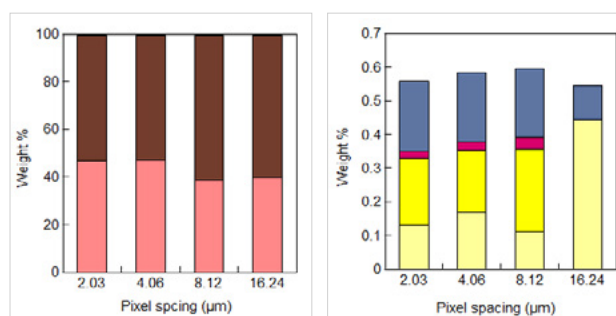 100
80
60
40
20
0
Weight %
2.03 4.06 8.12 16.24
Pixel spcing (µm)
0.7
0.6
0.5
0.4
0.3
0.2
0.1
0
Weight %
2.03 4.06 8.12 16.24
Pixel spacing (µm)